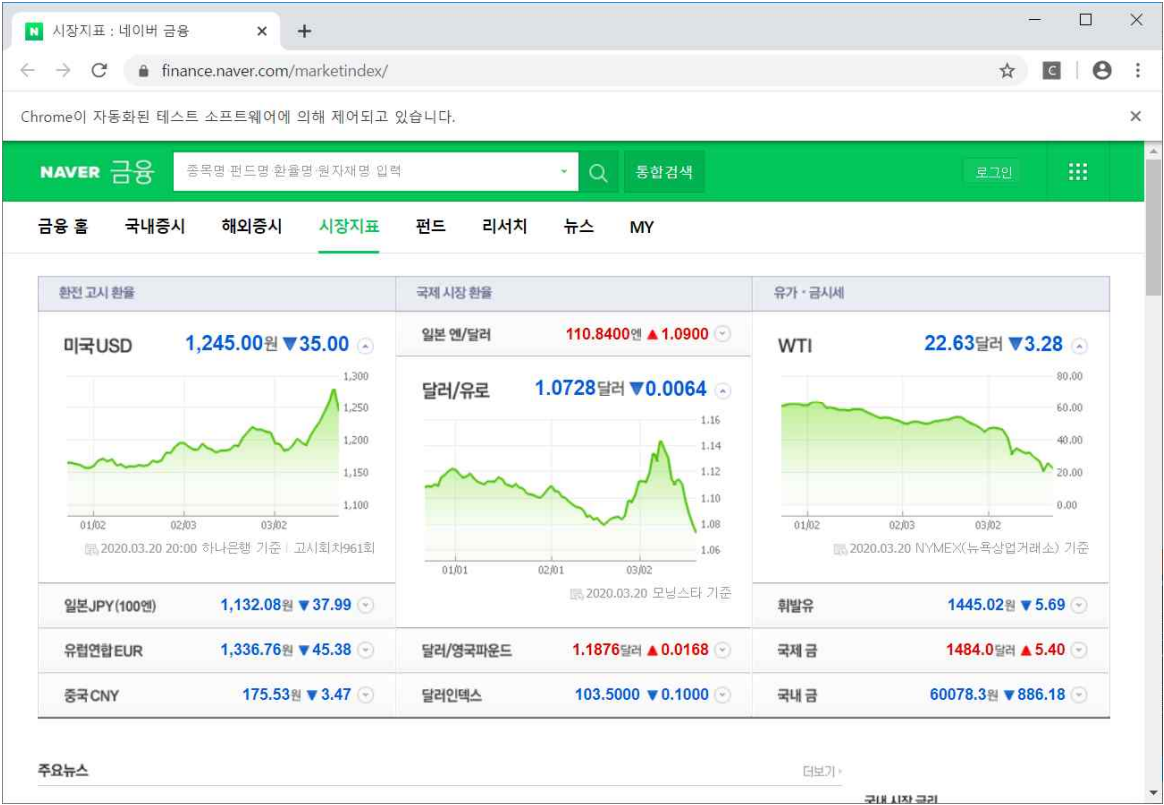 시장지표 : 네이버 금융
finance.naver.com/marketindex/
C
Chrome이 자동화된 테스트 소프트웨어에 의해 제어되고 있습니다.
NAVER 금융
종목명·펀드명·환율명·원자재명 입력
통합검색
로그인
금융 홈 국내증시 해외증시 시장지표 펀드 리서치 뉴스 MY
환전 고시 환율
미국 USD 1,245.00원 ▼35.00
1,300
1,250
1,200
1,150
1,100
01/02 02/03 03/02
2020.03.20 20:00 하나은행 기준 | 고시회차961회
일본 JPY(100엔) 1,132.08원 ▼37.99
유럽연합 EUR 1,336.76원 ▼45.38
중국 CNY 175.53원 ▼3.47
국제 시장 환율
일본 엔/달러 110.8400엔 ▲1.0900
달러/유로 1.0728달러 ▼0.0064
1.16
1.14
1.12
1.10
1.08
1.06
01/01 02/01 03/02
2020.03.20 모닝스타 기준
달러/영국파운드 1.1876달러 ▲0.0168
달러인덱스 103.5000 ▼0.1000
유가·금시세
WTI 22.63달러 ▼3.28
80.00
60.00
40.00
20.00
0.00
01/02 02/03 03/02
2020.03.20 NYMEX(뉴욕상업거래소) 기준
휘발유 1445.02원 ▼5.69
국제 금 1484.0달러 ▲5.40
국내 금 60078.3원 ▼886.18
주요뉴스
더보기
국내 시장 금리